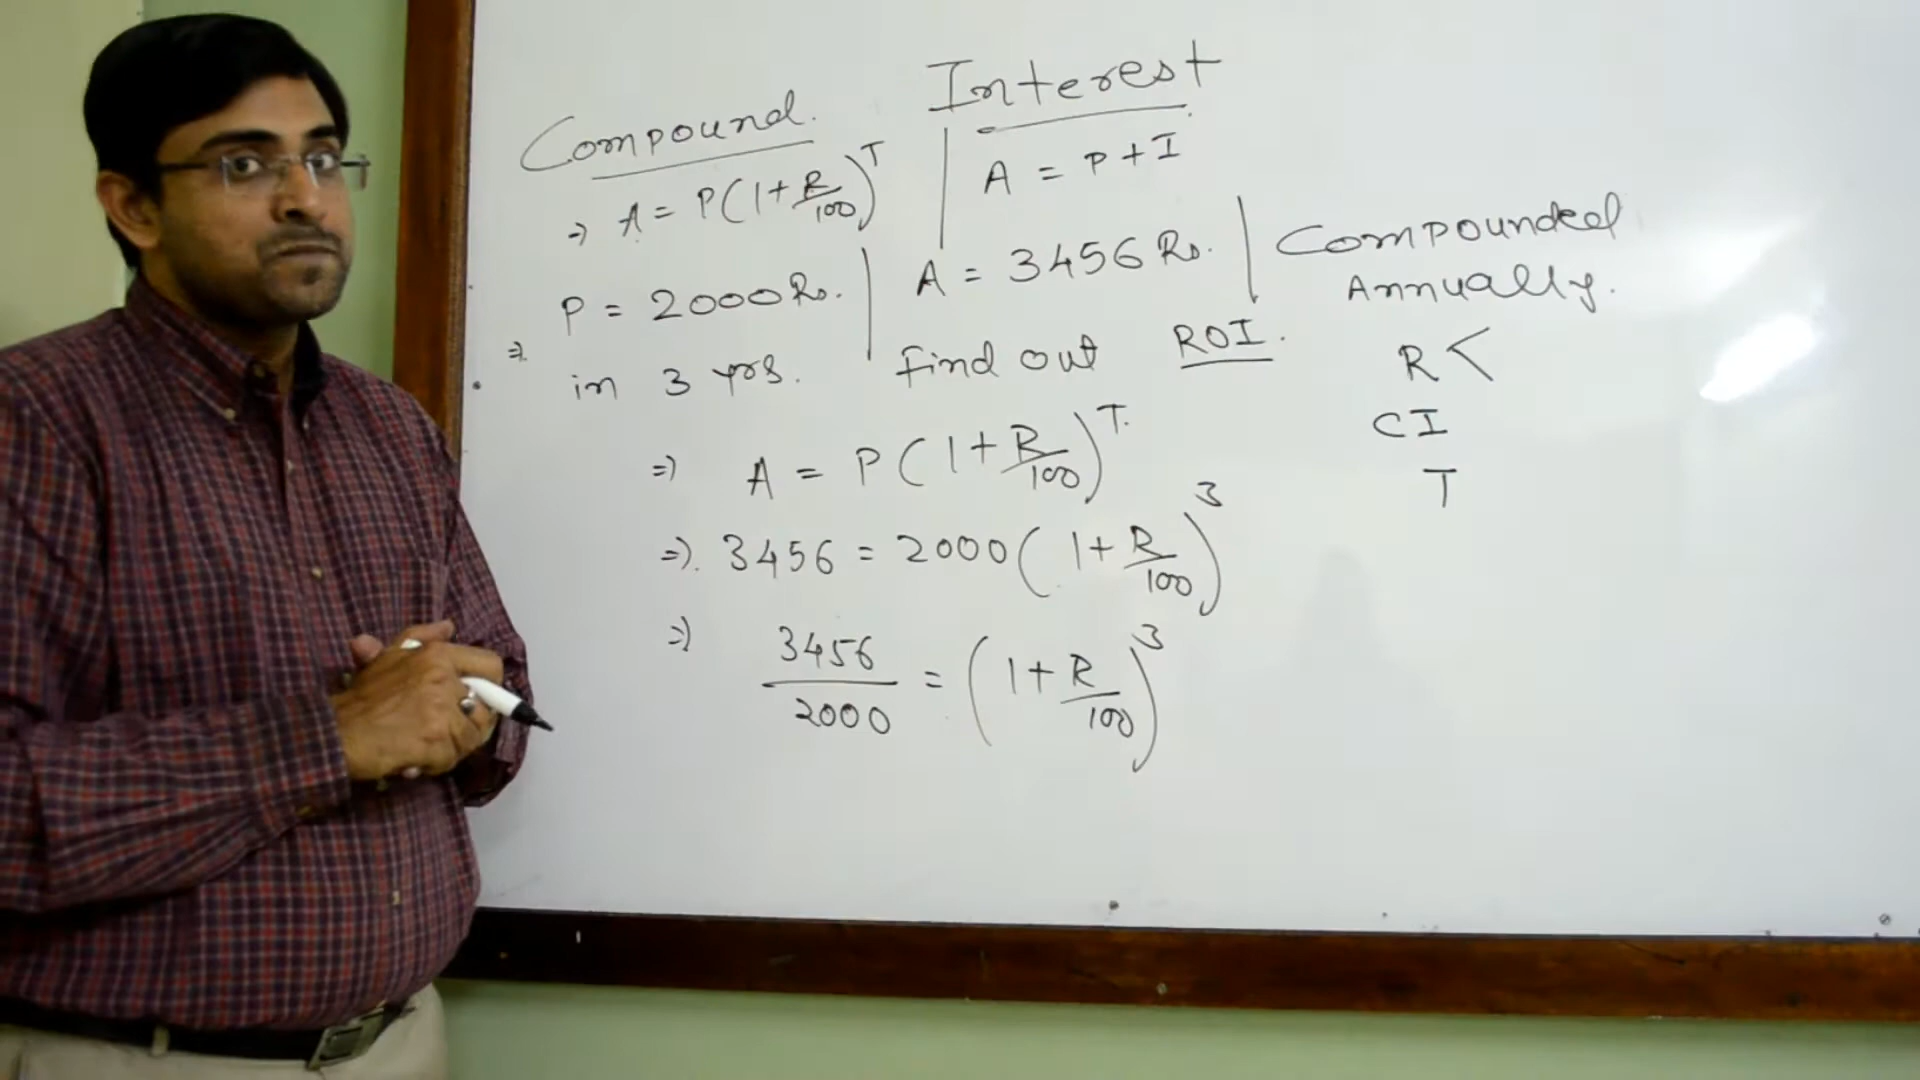 Compound. Interest
⇒ A = P(1+R/100)^T | A = P+I
⇒ P = 2000 Rs. | A = 3456 Rs. | Compounded Annually.
in 3 yrs. Find out ROI.
R <
CI
T
⇒ A = P(1+R/100)^T.
⇒ 3456 = 2000(1+R/100)^3
⇒ 3456/2000 = (1+R/100)^3